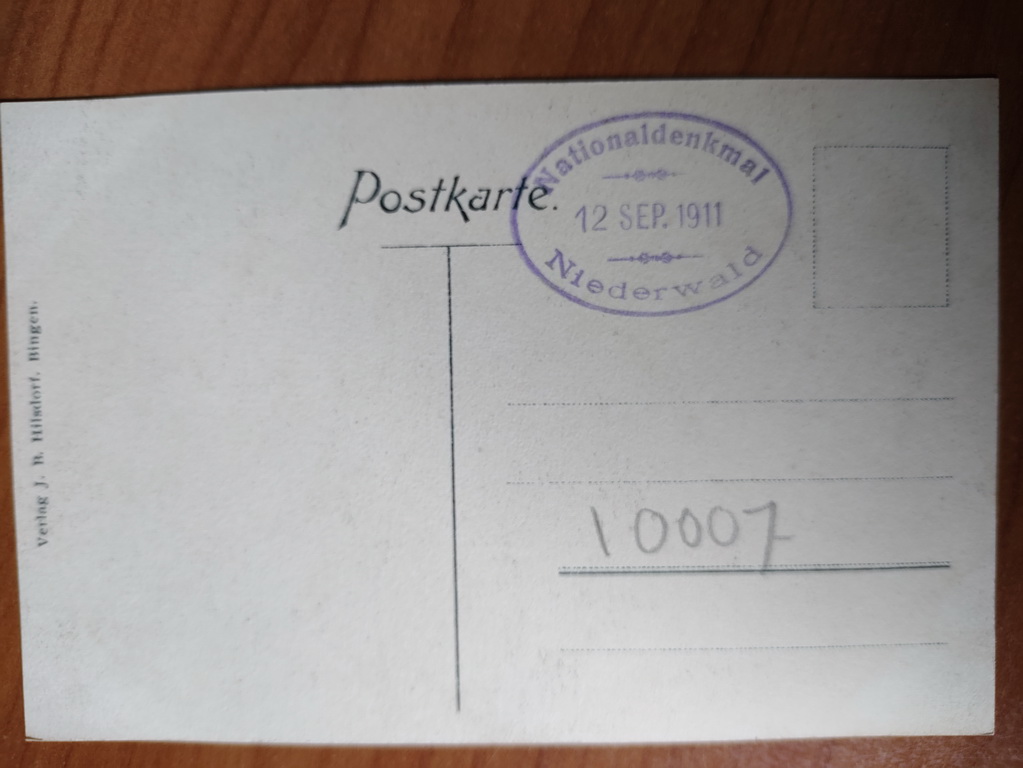 Postkarte.
Nationaldenkmal
12 SEP. 1911
Niederwald
Verlag J. B. Hilsdorf. Bingen.
10007